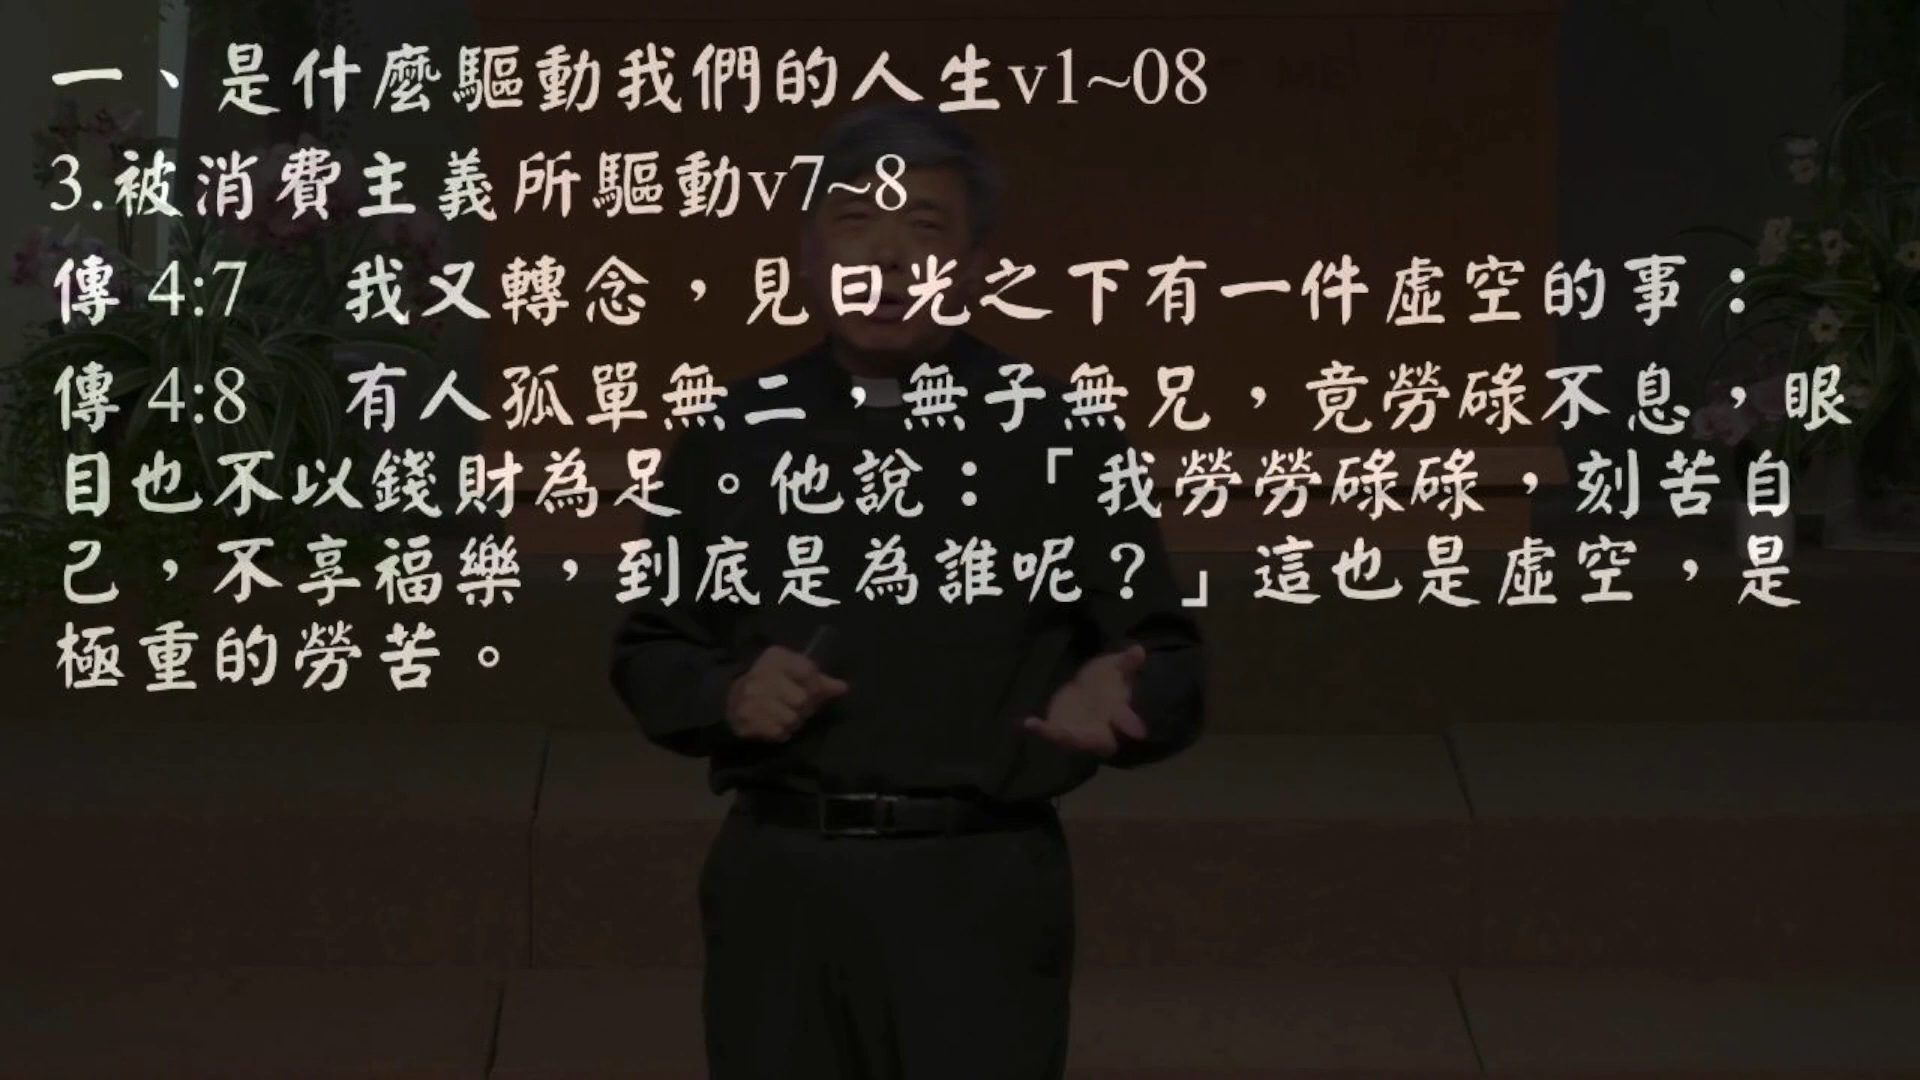 一、是什麼驅動我們的人生v1~08
3.被消費主義所驅動v7~8
傳 4:7 我又轉念，見日光之下有一件虛空的事：
傳 4:8 有人孤單無二，無子無兄，竟勞碌不息，眼
目也不以錢財為足。他說：「我勞勞碌碌，刻苦自
己，不享福樂，到底是為誰呢？」這也是虛空，是
極重的勞苦。